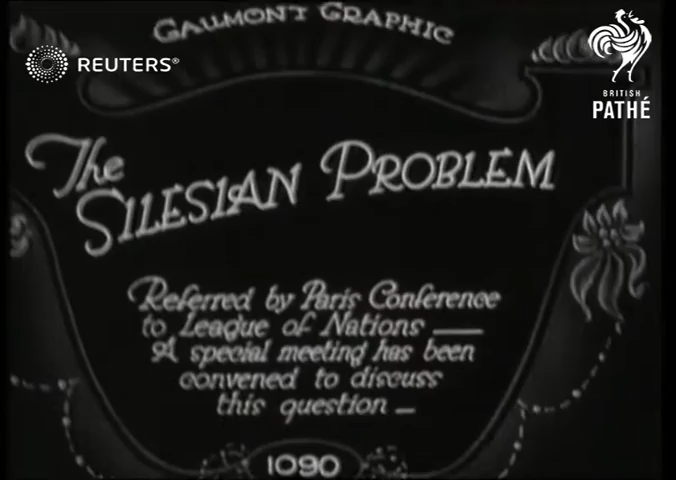 GAUMONT GRAPHIC
REUTERS®
BRITISH
PATHÉ
The
SILESIAN PROBLEM
Referred by Paris Conference
to League of Nations —
A special meeting has been
convened to discuss
this question —
1090